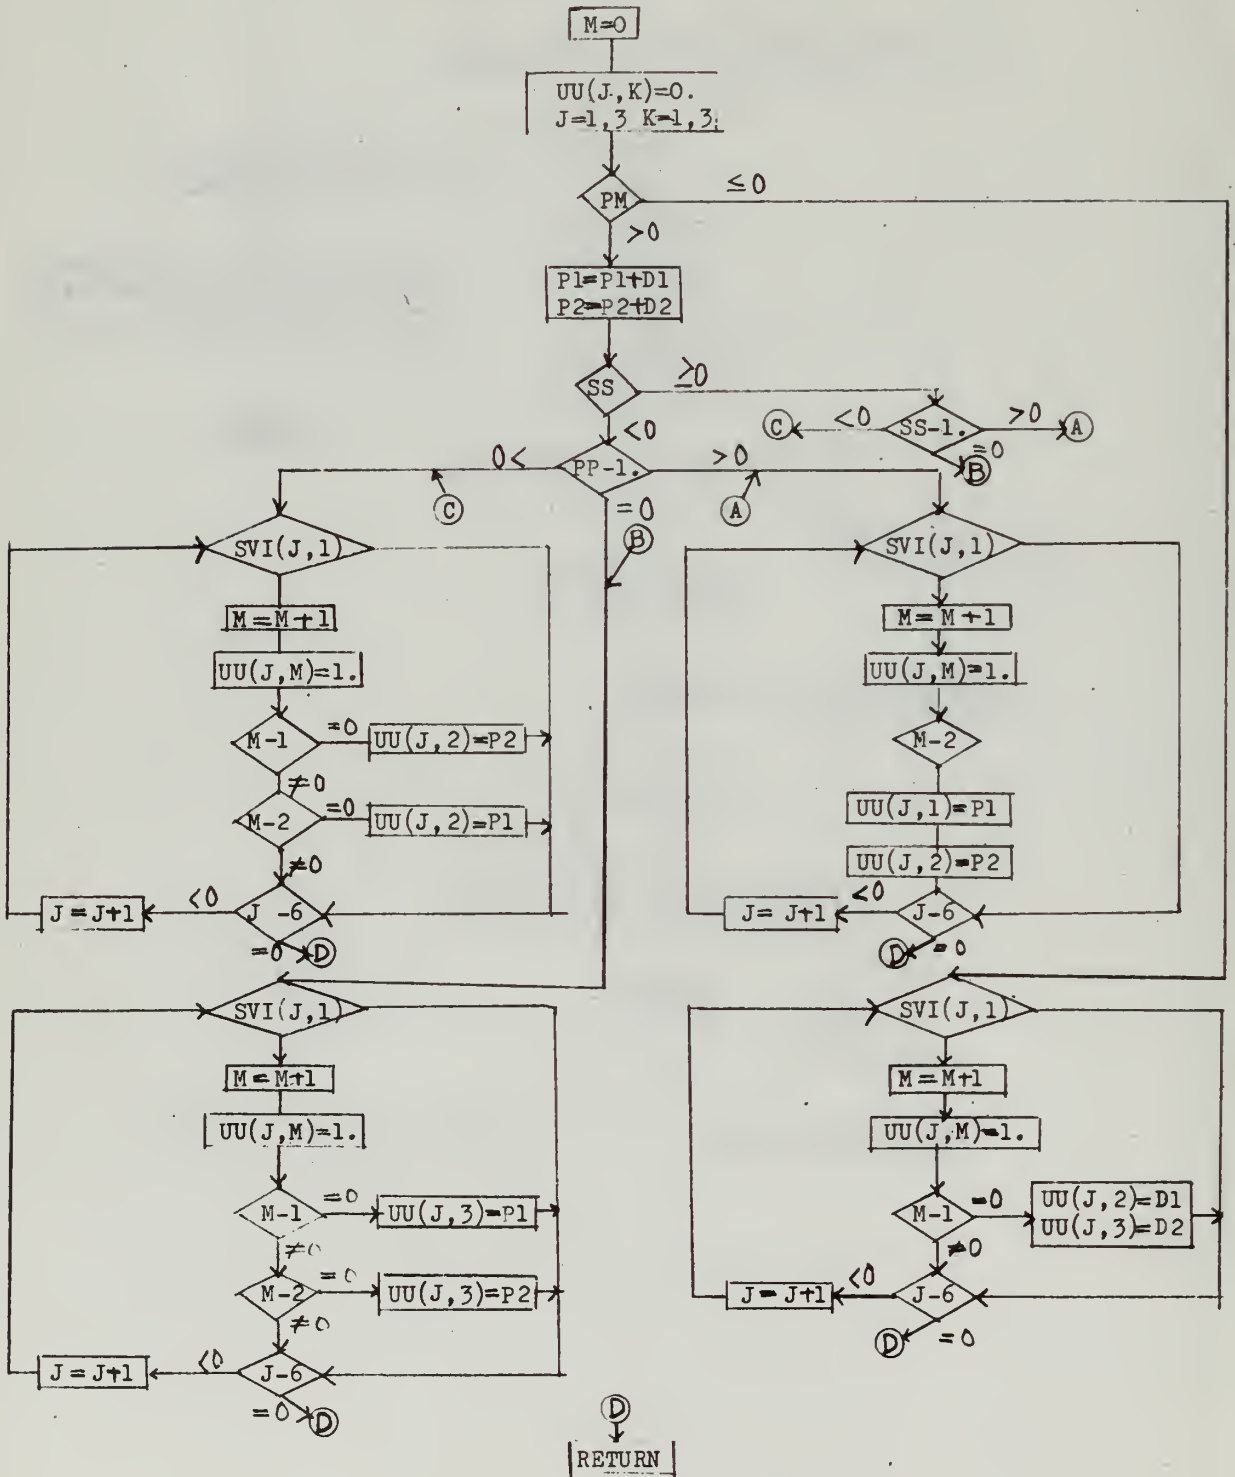 M=0
UU(J,K)=0.
J=1,3 K=1,3
PM
≤0
>0
P1=P1+D1
P2=P2+D2
SS
≥0
<0
C
<0
SS-1.
>0
A
=0
B
0<
PP-1.
>0
=0
C
A
B
SVI(J,1)
M=M+1
UU(J,M)=1.
M-1
=0
UU(J,2)=P2
≠0
M-2
=0
UU(J,2)=P1
≠0
J-6
<0
J=J+1
=0
D
SVI(J,1)
M=M+1
UU(J,M)=1.
M-2
UU(J,1)=P1
UU(J,2)=P2
J-6
<0
J=J+1
D
=0
SVI(J,1)
M=M+1
UU(J,M)=1.
M-1
=0
UU(J,3)=P1
≠0
M-2
=0
UU(J,3)=P2
≠0
J-6
<0
J=J+1
=0
D
SVI(J,1)
M=M+1
UU(J,M)=1.
M-1
=0
UU(J,2)=D1
UU(J,3)=D2
≠0
J-6
<0
J=J+1
D
=0
D
RETURN